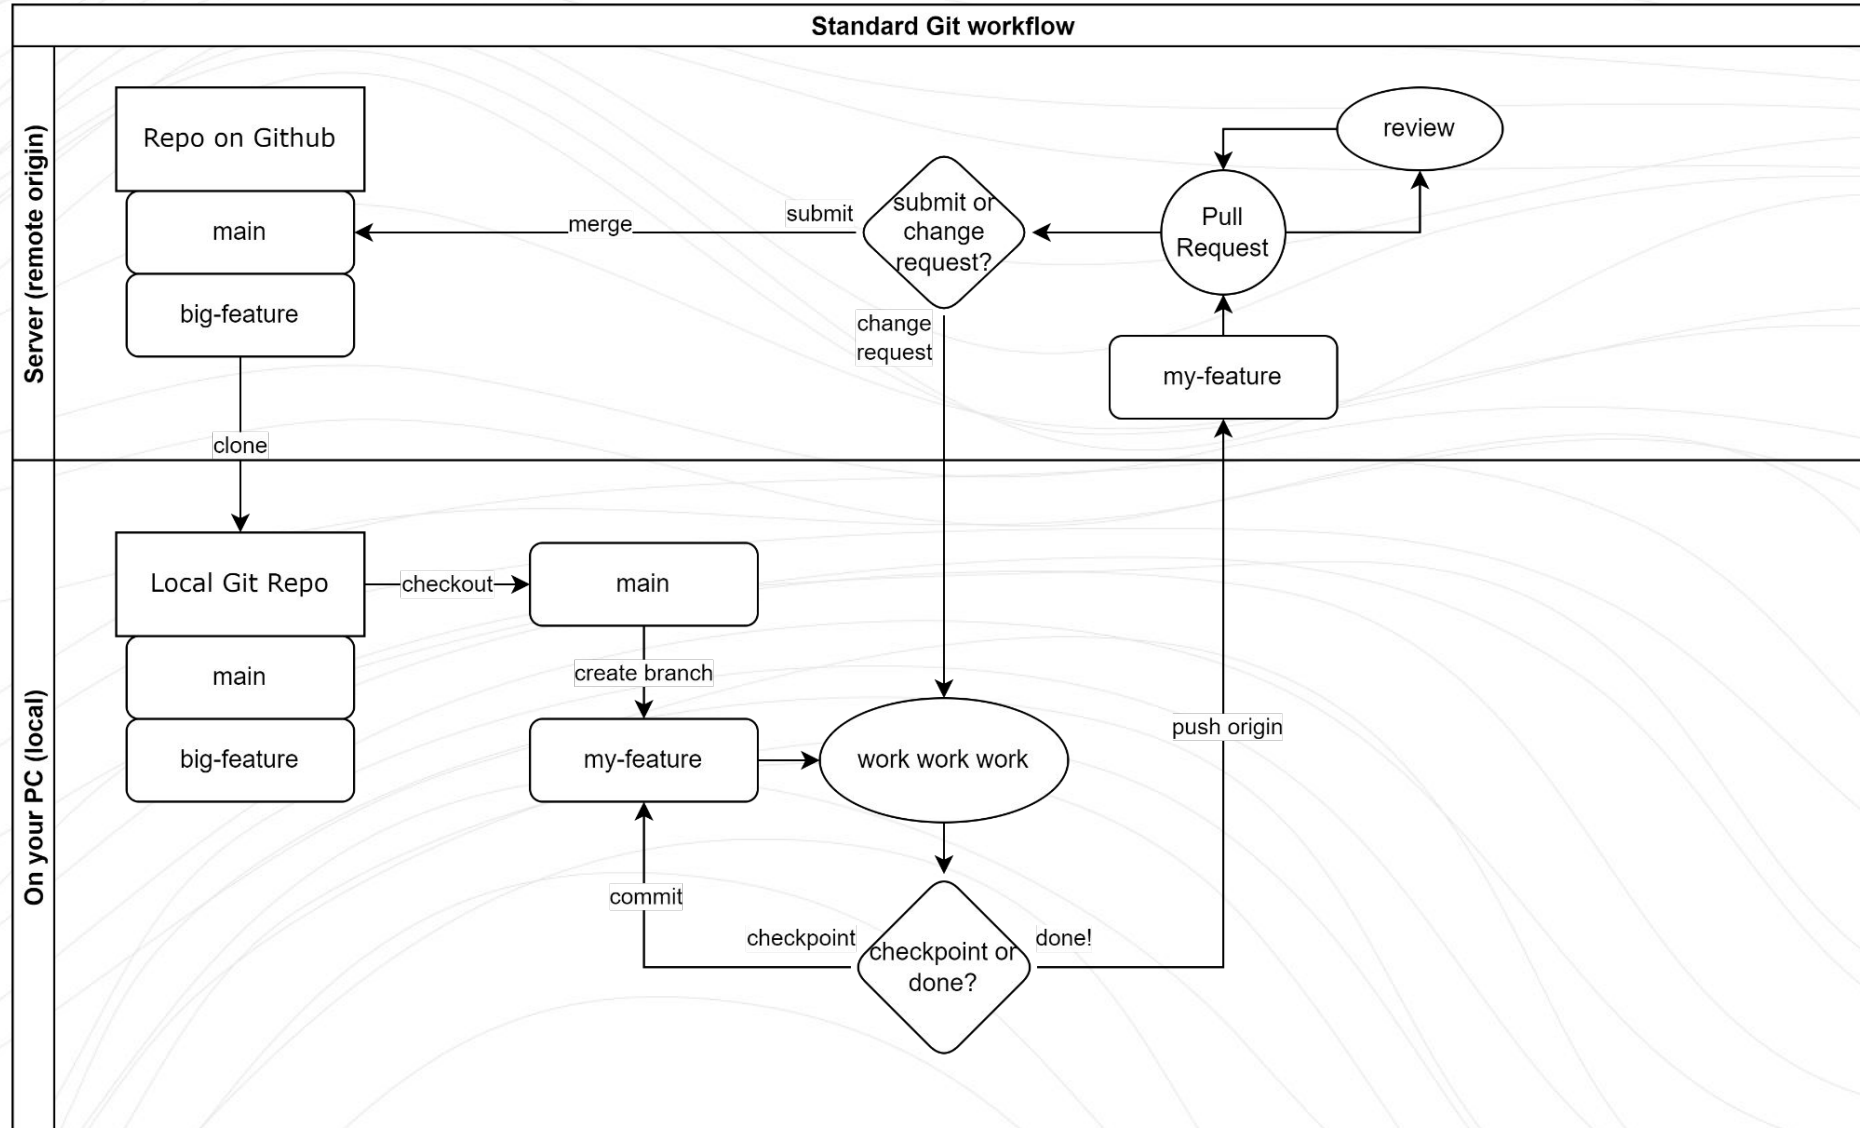 Standard Git workflow
Server (remote origin)
Repo on Github
main
big-feature
clone
merge
submit
submit or
change
request?
change
request
Pull
Request
review
my-feature
On your PC (local)
Local Git Repo
main
big-feature
checkout
main
create branch
my-feature
work work work
commit
checkpoint
checkpoint or
done?
done!
push origin